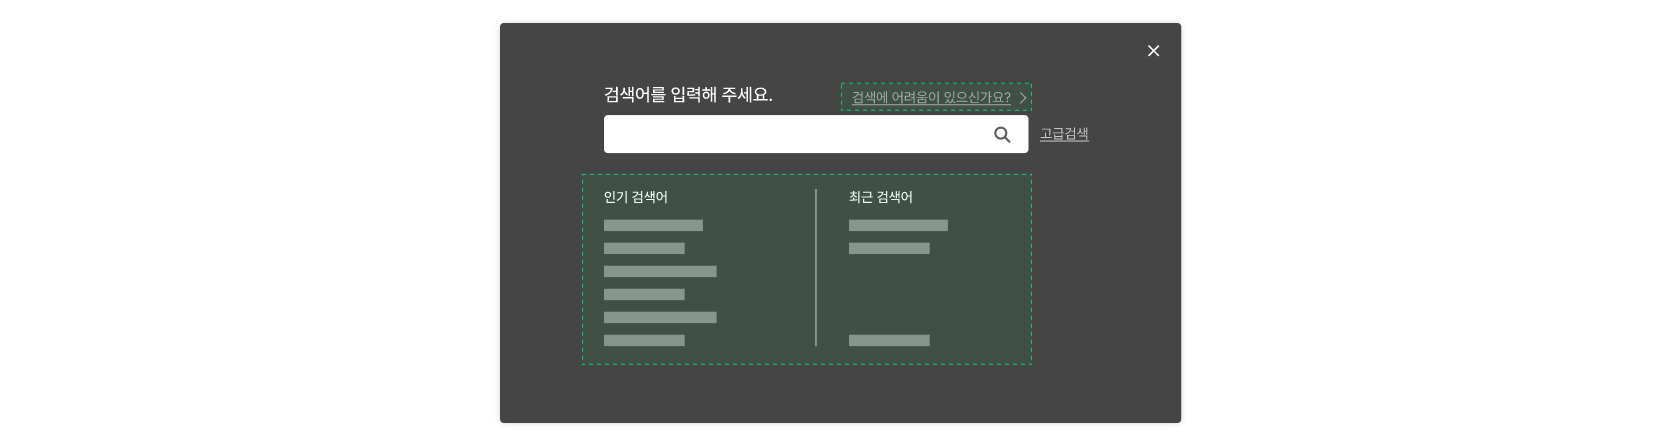 검색어를 입력해 주세요.
검색에 어려움이 있으신가요?
고급검색
인기 검색어
최근 검색어